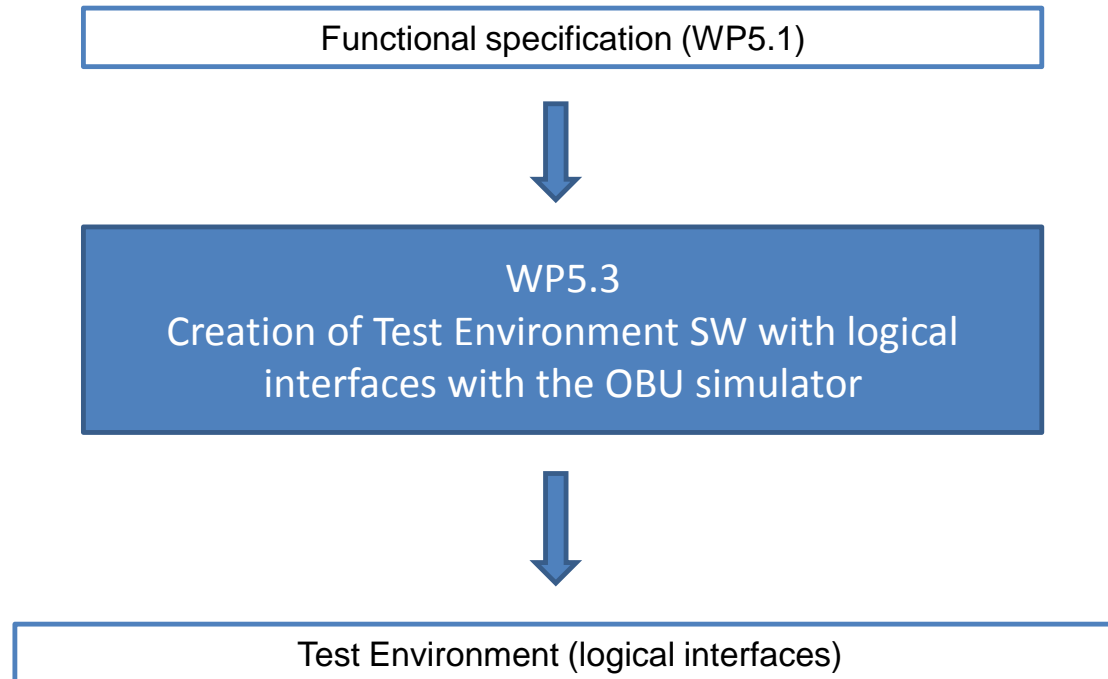 Functional specification (WP5.1)
WP5.3
Creation of Test Environment SW with logical
interfaces with the OBU simulator
Test Environment (logical interfaces)